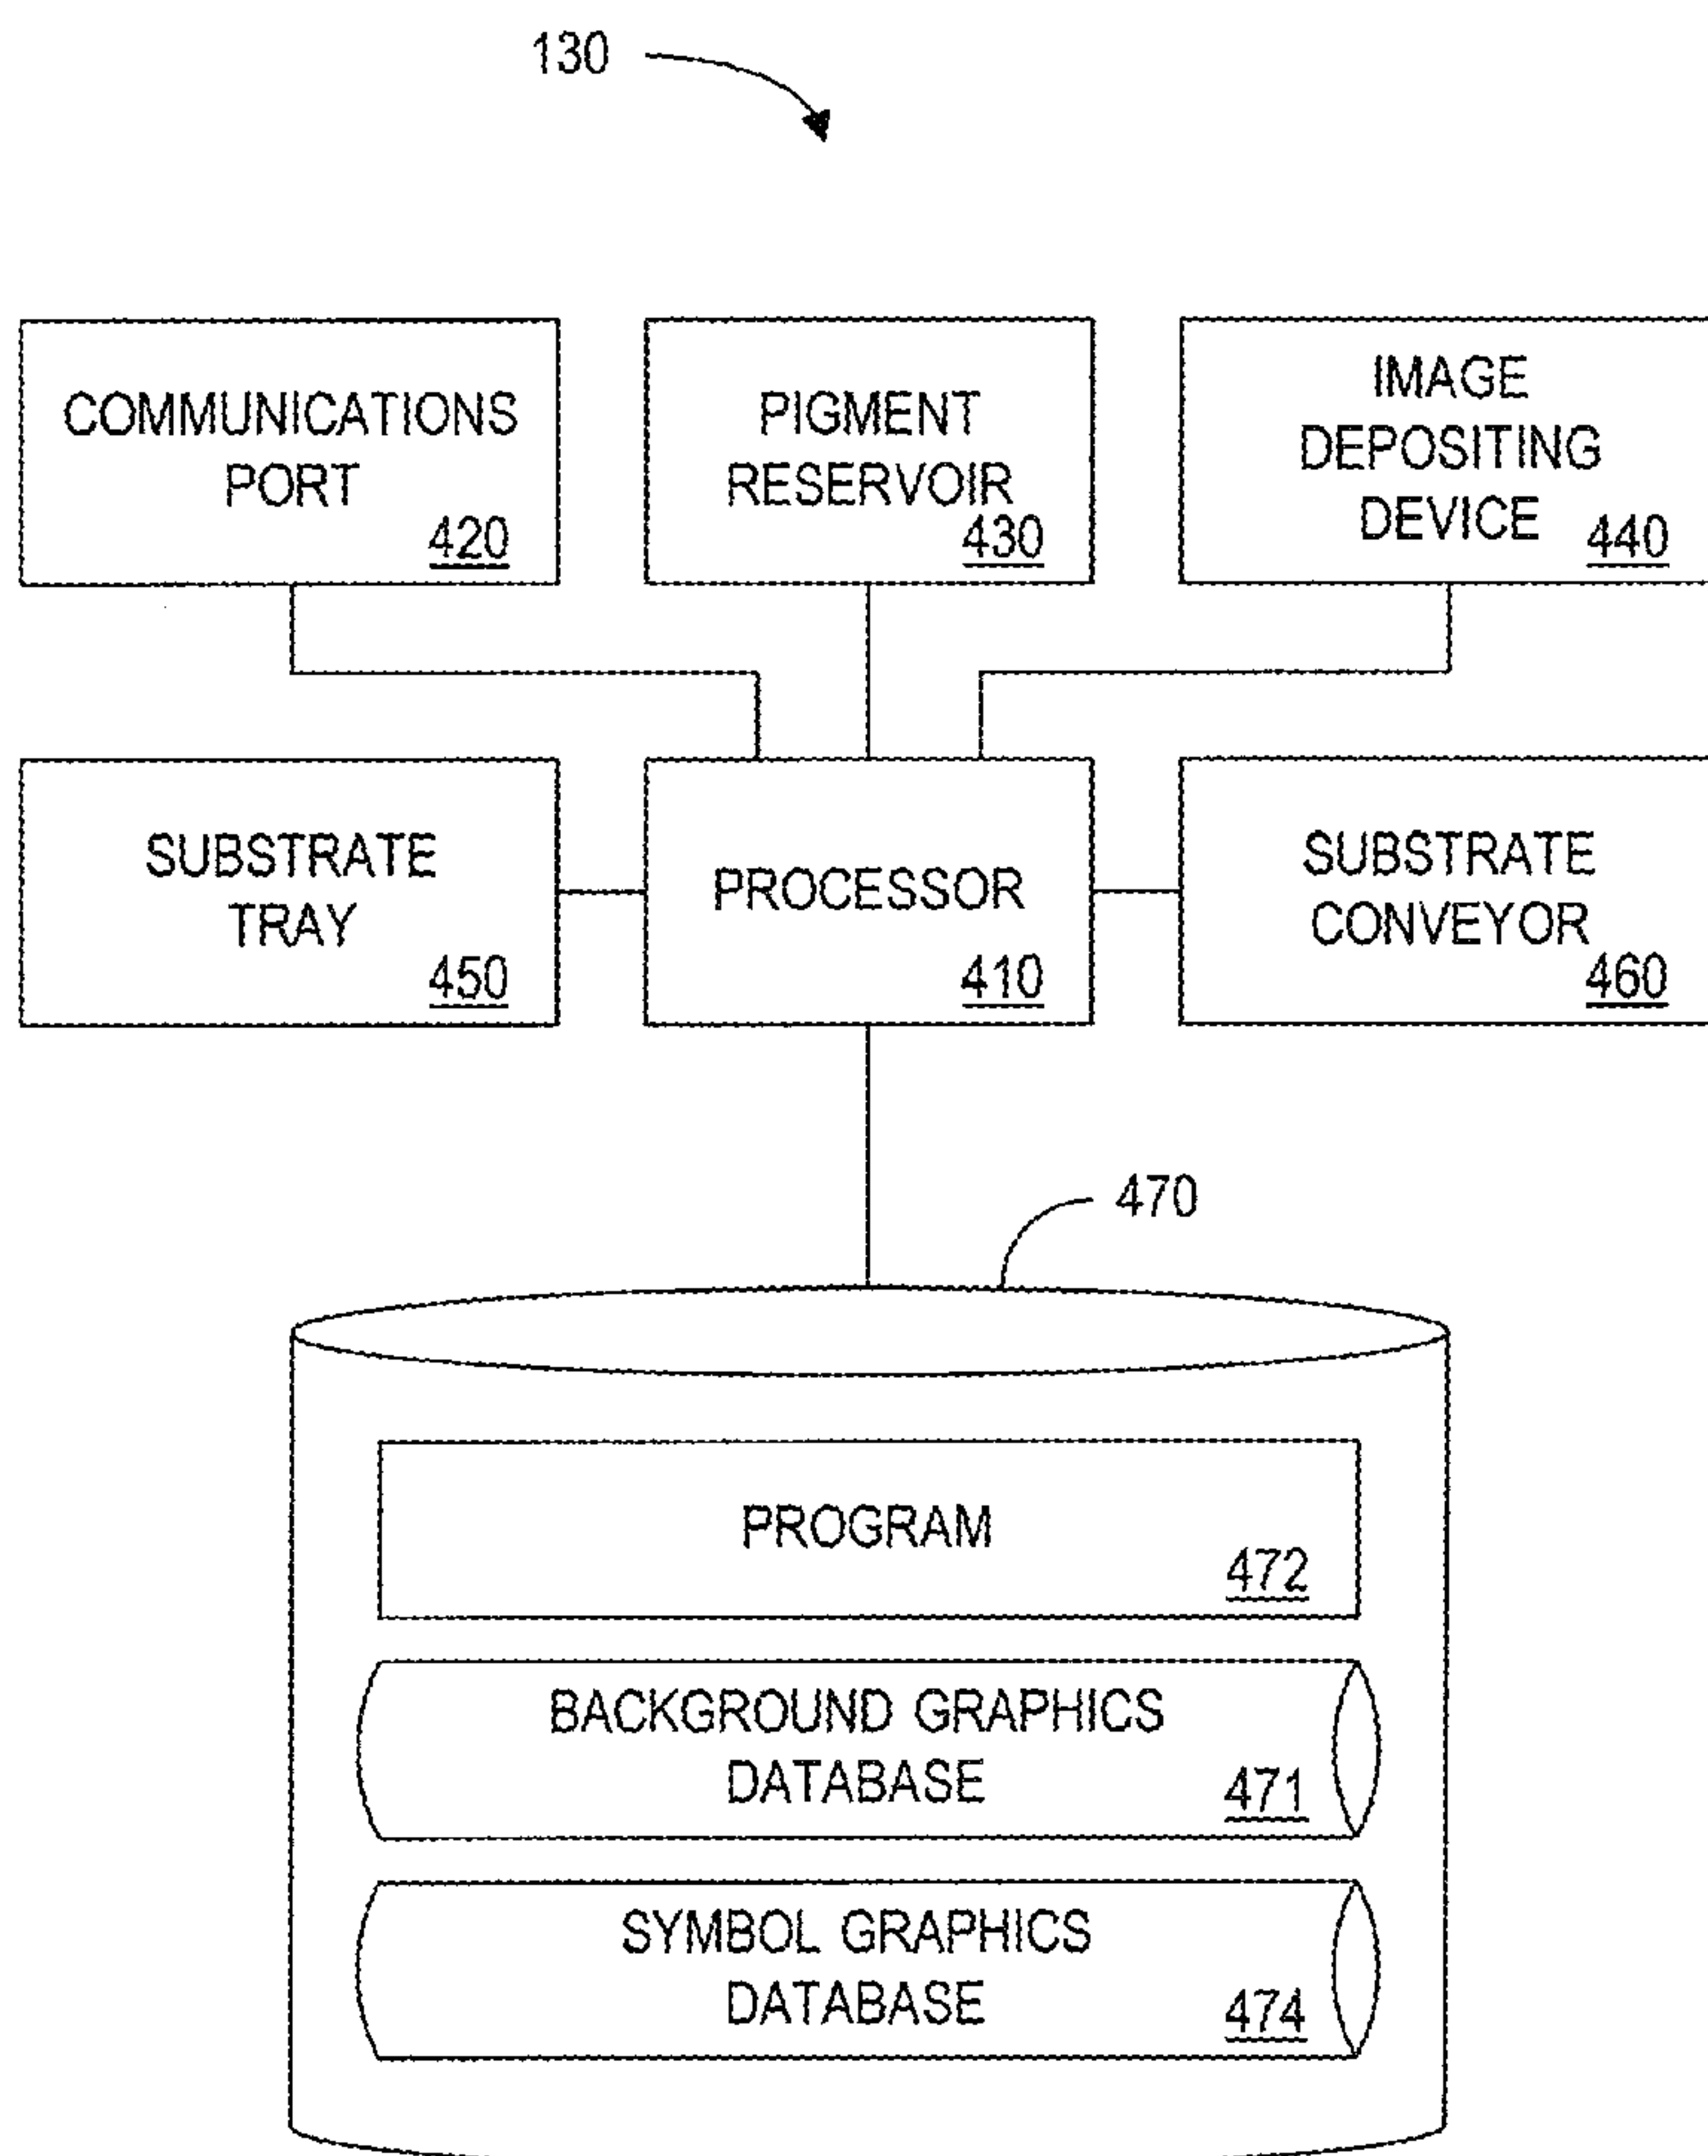 130
COMMUNICATIONS
PORT
420
PIGMENT
RESERVOIR
430
IMAGE
DEPOSITING
DEVICE
440
SUBSTRATE
TRAY
450
PROCESSOR
410
SUBSTRATE
CONVEYOR
460
470
PROGRAM
472
BACKGROUND GRAPHICS
DATABASE
471
SYMBOL GRAPHICS
DATABASE
474